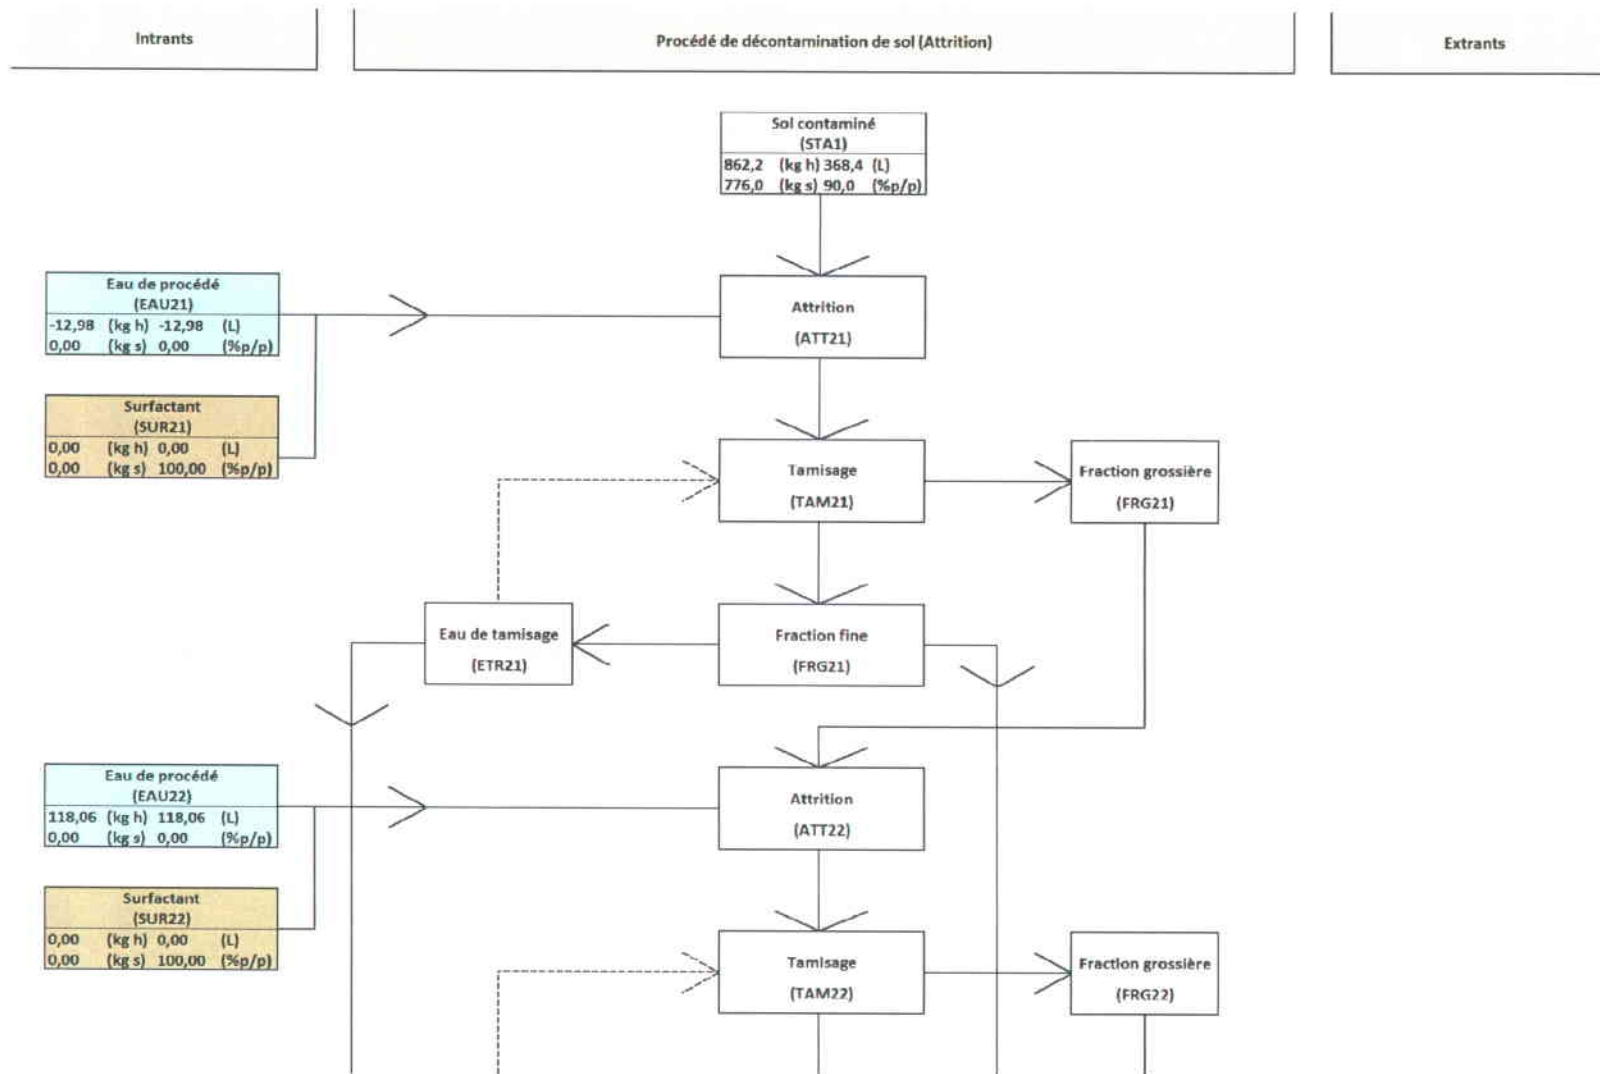 Intrants
Procédé de décontamination de sol (Attrition)
Extrants
Sol contaminé
(STA1)
862,2 (kg h) 368,4 (L)
776,0 (kg s) 90,0 (%p/p)
Eau de procédé
(EAU21)
-12,98 (kg h) -12,98 (L)
0,00 (kg s) 0,00 (%p/p)
Attrition
(ATT21)
Surfactant
(SUR21)
0,00 (kg h) 0,00 (L)
0,00 (kg s) 100,00 (%p/p)
Tamisage
(TAM21)
Fraction grossière
(FRG21)
Eau de tamisage
(ETR21)
Fraction fine
(FRG21)
Eau de procédé
(EAU22)
118,06 (kg h) 118,06 (L)
0,00 (kg s) 0,00 (%p/p)
Attrition
(ATT22)
Surfactant
(SUR22)
0,00 (kg h) 0,00 (L)
0,00 (kg s) 100,00 (%p/p)
Tamisage
(TAM22)
Fraction grossière
(FRG22)